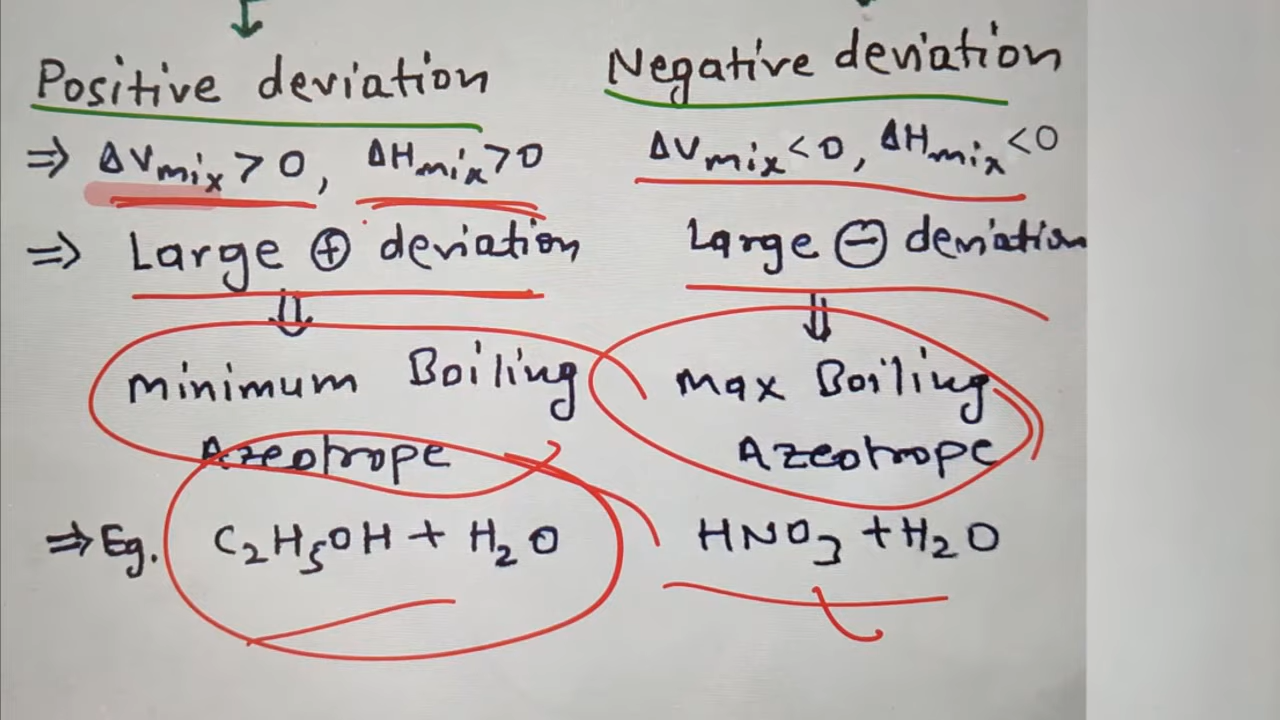 Positive deviation
⇒ ΔVmix > 0, ΔHmix > 0
⇒ Large ⊕ deviation
⇓
minimum Boiling
Azeotrope
⇒ Eg. C₂H₅OH + H₂O
Negative deviation
ΔVmix < 0, ΔHmix < 0
Large ⊖ deviation
⇓
Max Boiling
Azeotrope
HNO₃ + H₂O